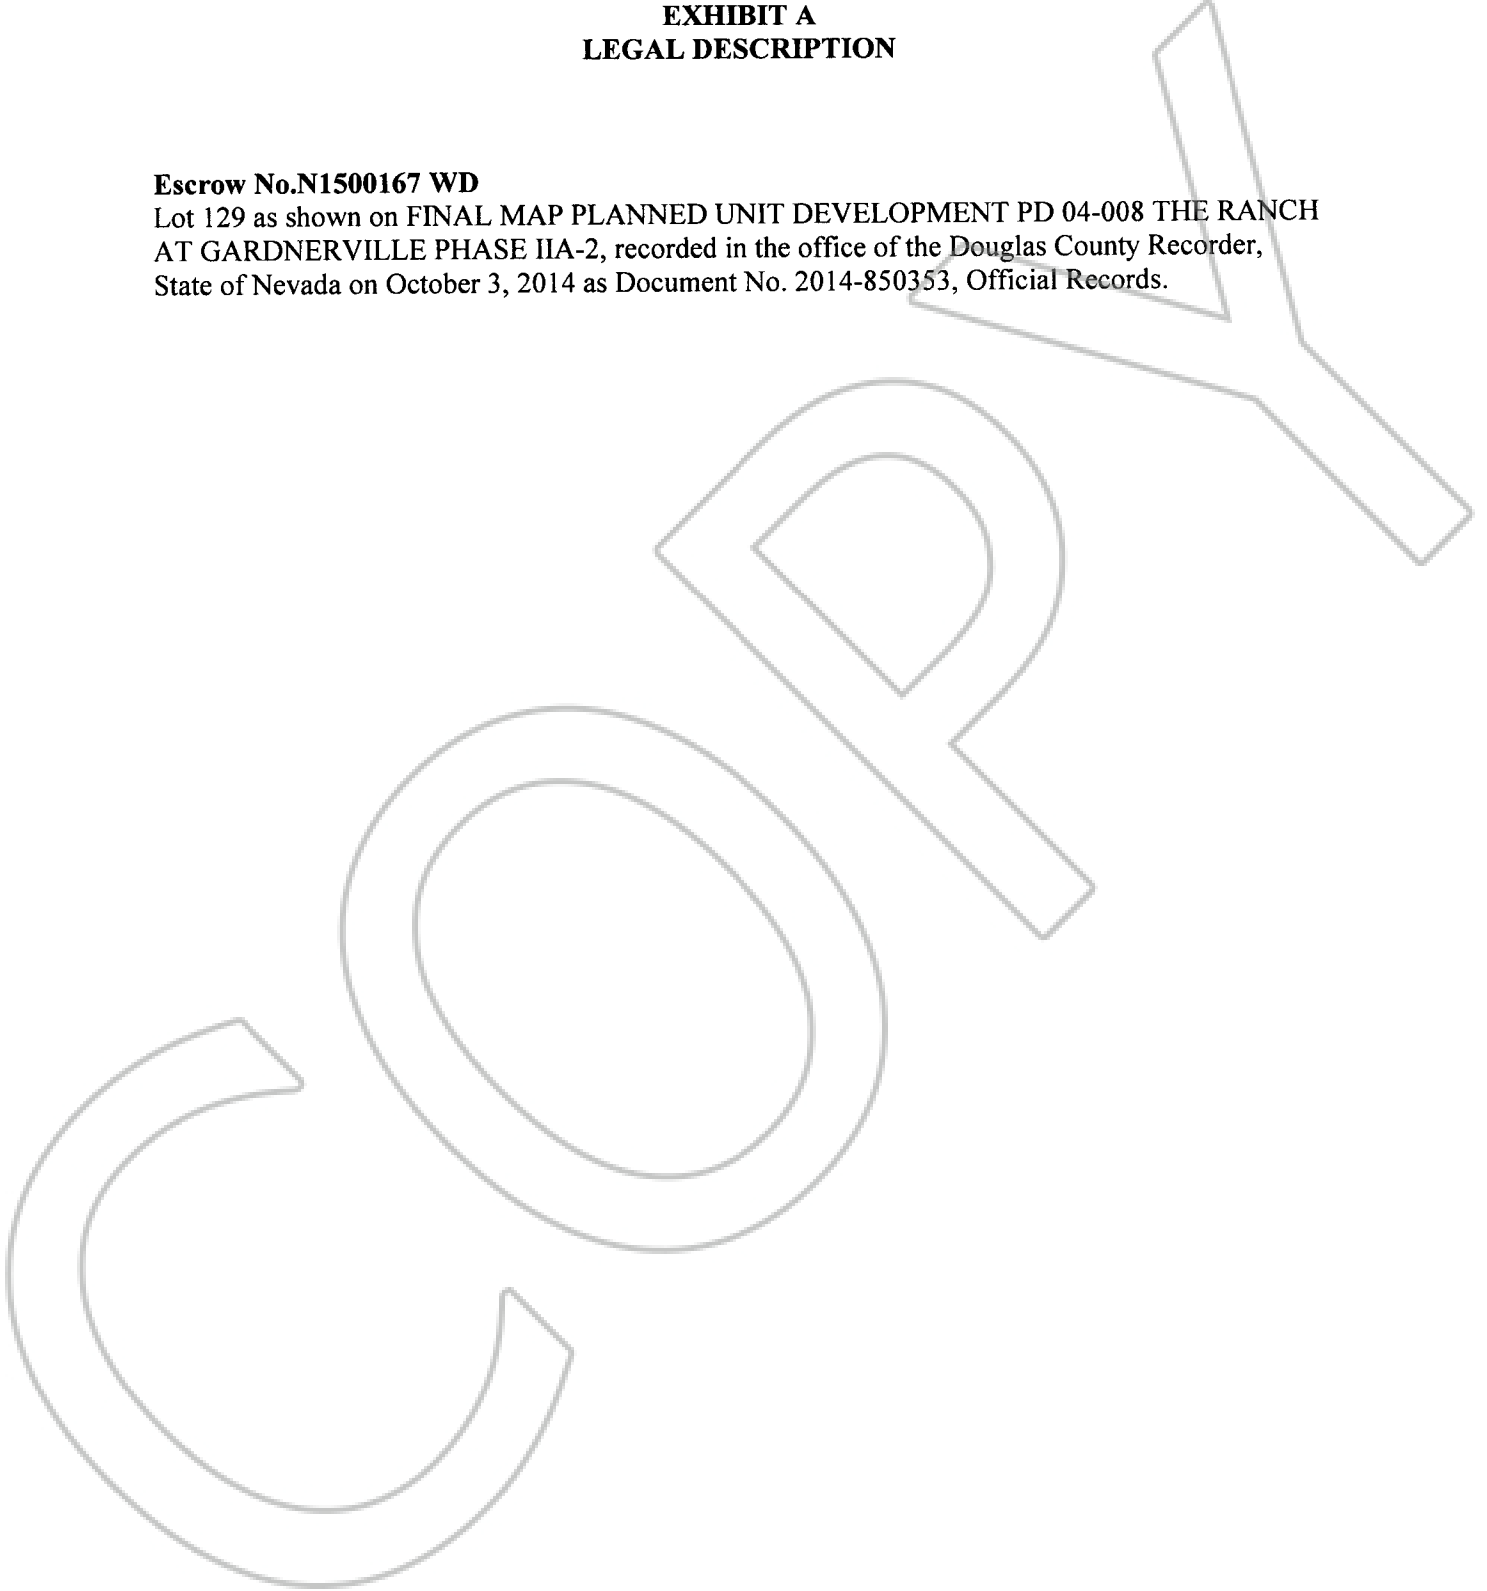 EXHIBIT A
LEGAL DESCRIPTION
Escrow No.N1500167 WD
Lot 129 as shown on FINAL MAP PLANNED UNIT DEVELOPMENT PD 04-008 THE RANCH
AT GARDNERVILLE PHASE IIA-2, recorded in the office of the Douglas County Recorder,
State of Nevada on October 3, 2014 as Document No. 2014-850353, Official Records.
COPY